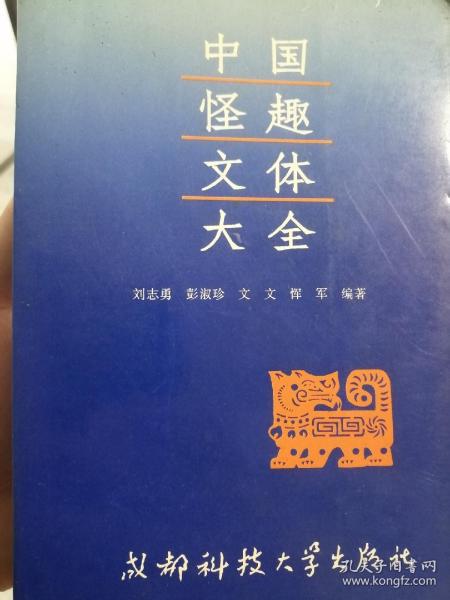 中国
怪趣
文体
大全
刘志勇 彭淑珍 文 文 恽 军 编著
成都科技大学出版社
孔夫子旧书网
www.kongfz.com